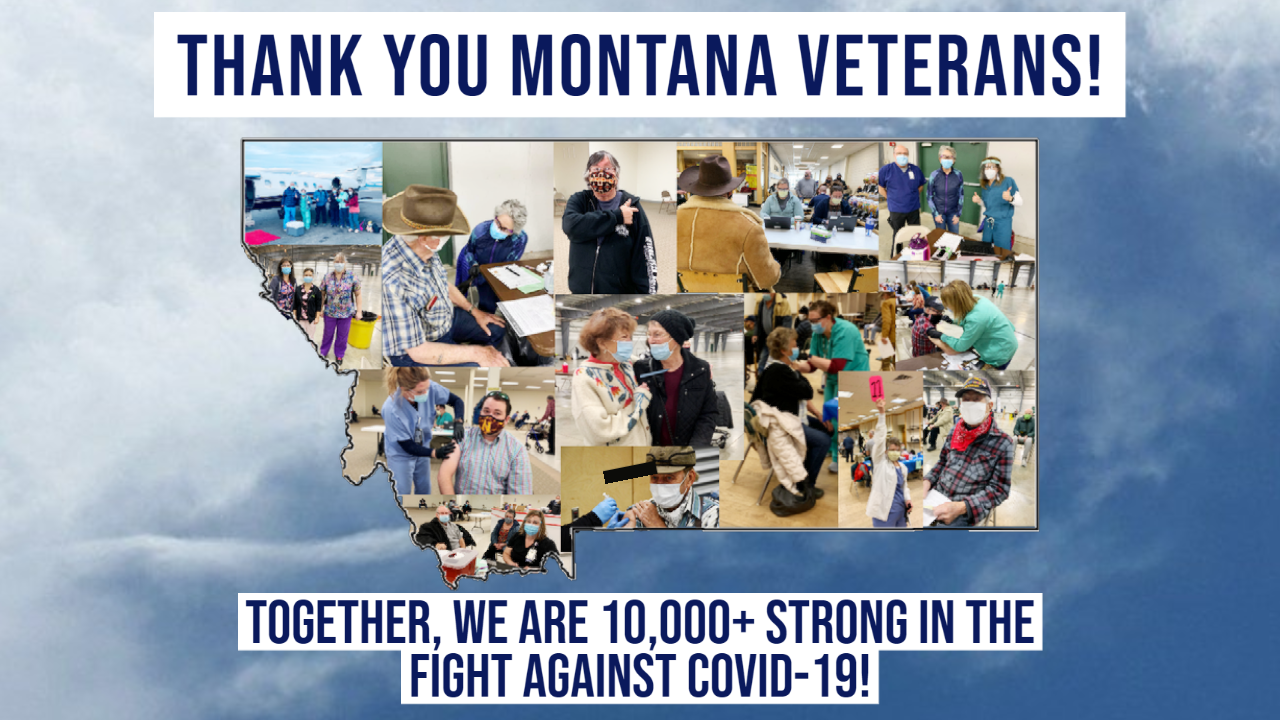 THANK YOU MONTANA VETERANS!
TOGETHER, WE ARE 10,000+ STRONG IN THE
FIGHT AGAINST COVID-19!